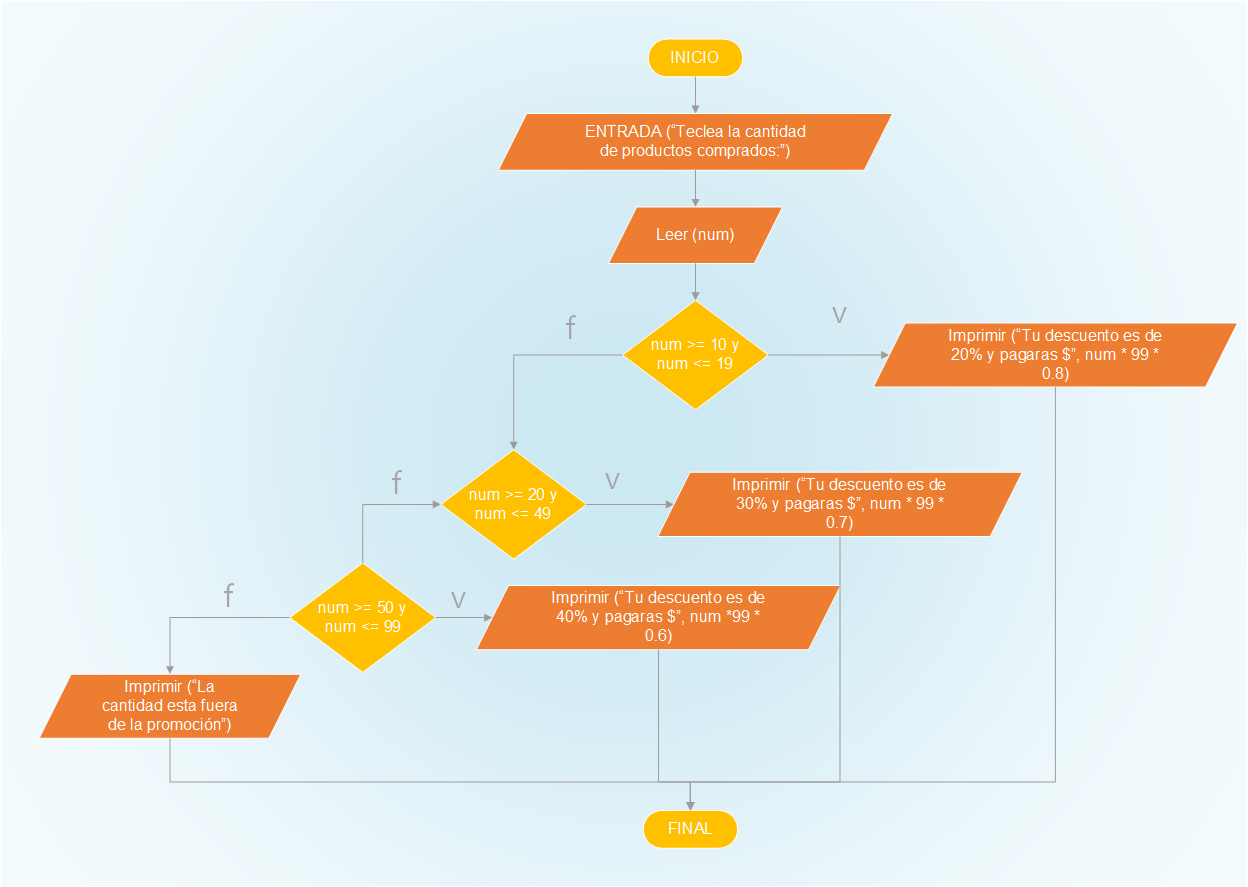 INICIO
ENTRADA (“Teclea la cantidad
de productos comprados:”)
Leer (num)
num >= 10 y
num <= 19
f
V
Imprimir (“Tu descuento es de
20% y pagaras $”, num * 99 *
0.8)
num >= 20 y
num <= 49
f
V
Imprimir (“Tu descuento es de
30% y pagaras $”, num * 99 *
0.7)
num >= 50 y
num <= 99
f
V
Imprimir (“Tu descuento es de
40% y pagaras $”, num *99 *
0.6)
Imprimir (“La
cantidad esta fuera
de la promoción”)
FINAL